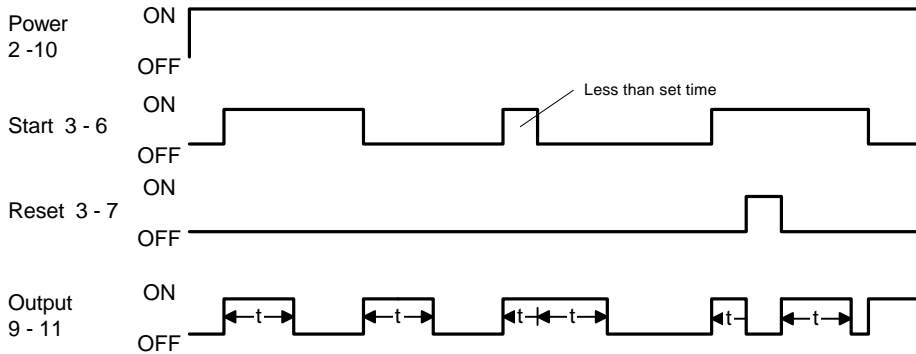 Power
2 -10
ON
OFF
Start 3 - 6
ON
OFF
Less than set time
Reset 3 - 7
ON
OFF
Output
9 - 11
ON
OFF
t
t
t
t
t
t